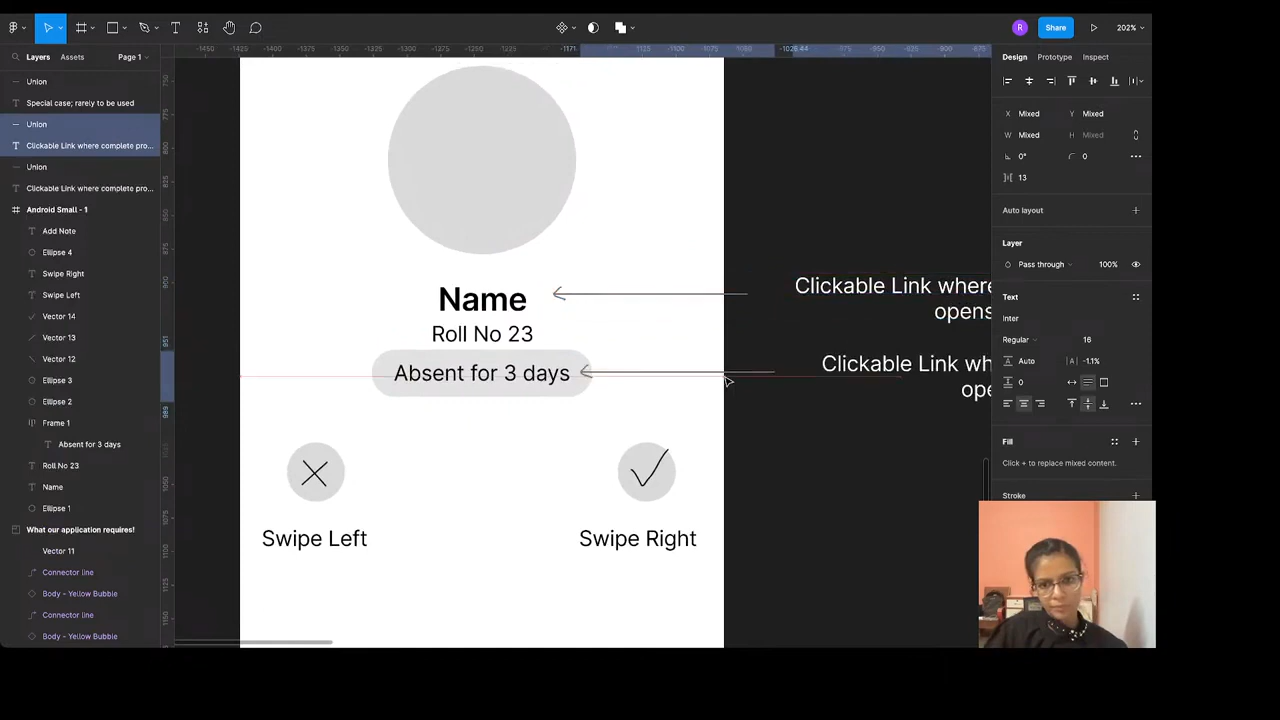 R
Share
202%
Layers
Assets
Page 1
Union
Special case; rarely to be used
Union
Clickable Link where complete pro...
Union
Clickable Link where complete pro...
Android Small - 1
Add Note
Ellipse 4
Swipe Right
Swipe Left
Vector 14
Vector 13
Vector 12
Ellipse 3
Ellipse 2
Frame 1
Absent for 3 days
Roll No 23
Name
Ellipse 1
What our application requires!
Vector 11
Connector line
Body - Yellow Bubble
Connector line
Body - Yellow Bubble
Name
Roll No 23
Absent for 3 days
Swipe Left
Swipe Right
Clickable Link where
opens
Clickable Link wh
ope
Design
Prototype
Inspect
X Mixed
Y Mixed
W Mixed
H Mixed
0°
0
13
Auto layout
Layer
Pass through
100%
Text
Inter
Regular
16
Auto
|A| -1.1%
0
Fill
Click + to replace mixed content.
Stroke